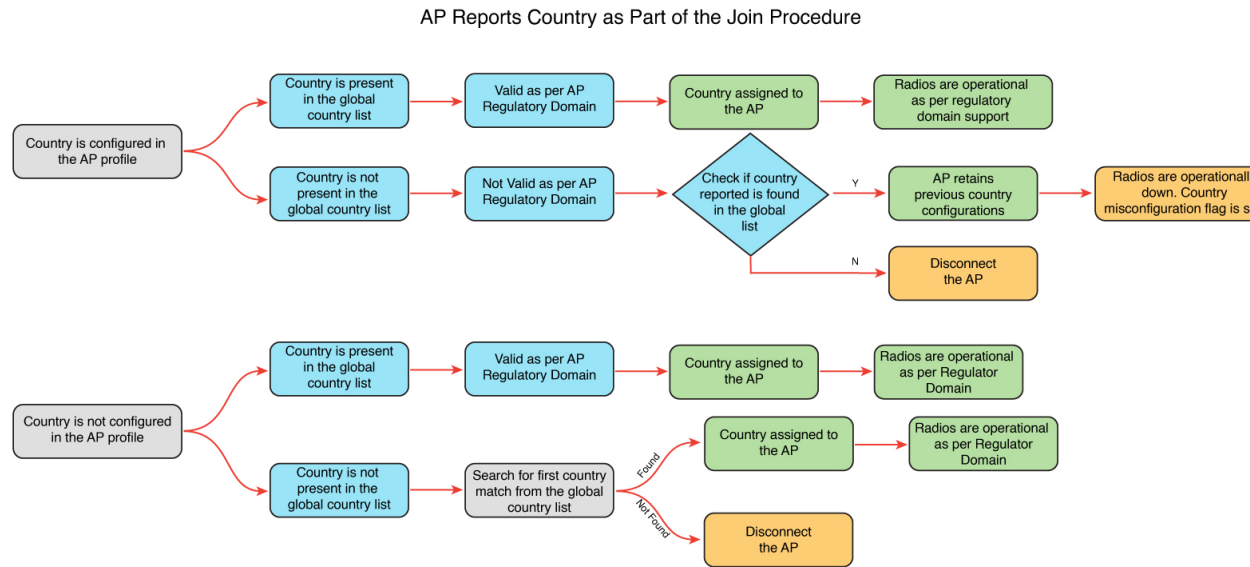 AP Reports Country as Part of the Join Procedure
Country is configured in
the AP profile
Country is present
in the global
country list
Valid as per AP
Regulatory Domain
Country assigned to
the AP
Radios are operational
as per regulatory
domain support
Country is not
present in the
global country list
Not Valid as per AP
Regulatory Domain
Check if country
reported is found
in the global
list
Y
AP retains
previous country
configurations
Radios are operationall
down. Country
misconfiguration flag is s
N
Disconnect
the AP
Country is not configured
in the AP profile
Country is present
in the global
country list
Valid as per AP
Regulatory Domain
Country assigned to
the AP
Radios are operational
as per Regulator
Domain
Country is not
present in the
global country list
Search for first country
match from the global
country list
Found
Country assigned to
the AP
Radios are operational
as per Regulator
Domain
Not Found
Disconnect
the AP